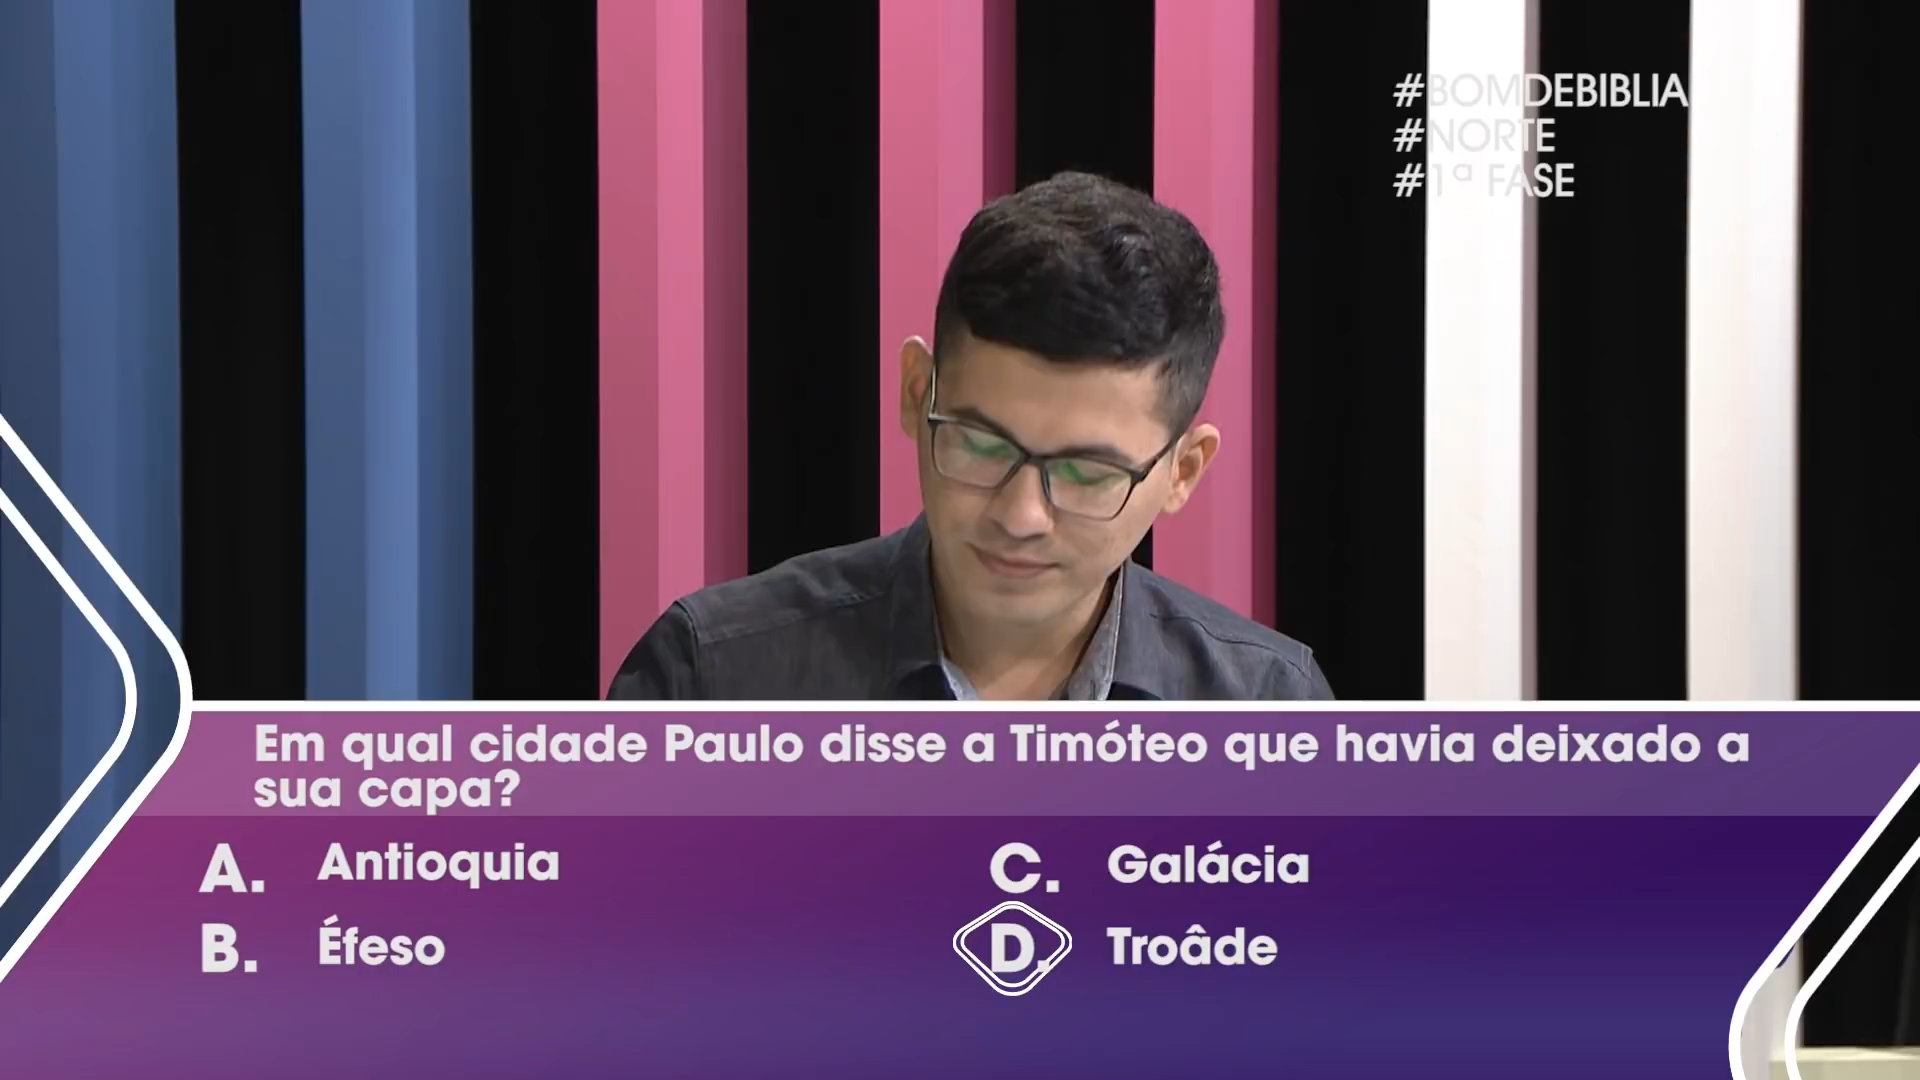 #BOMDEBIBLIA
#NORTE
#1ª FASE
Em qual cidade Paulo disse a Timóteo que havia deixado a
sua capa?
A. Antioquia
B. Éfeso
C. Galácia
D. Troâde